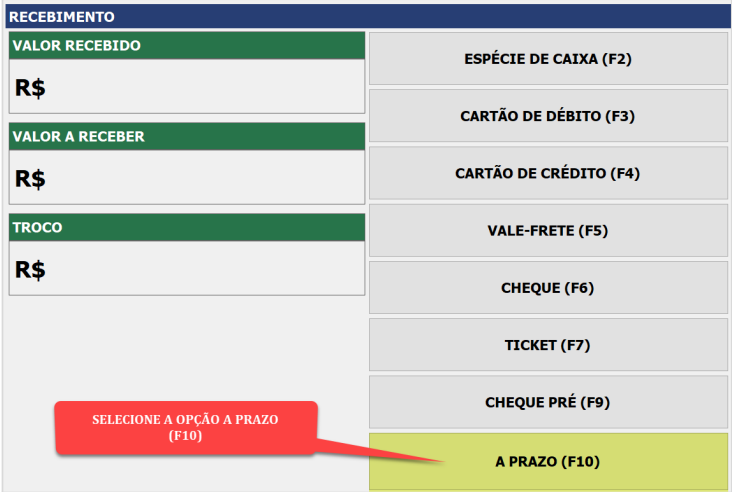 RECEBIMENTO
VALOR RECEBIDO
R$
VALOR A RECEBER
R$
TROCO
R$
ESPÉCIE DE CAIXA (F2)
CARTÃO DE DÉBITO (F3)
CARTÃO DE CRÉDITO (F4)
VALE-FRETE (F5)
CHEQUE (F6)
TICKET (F7)
CHEQUE PRÉ (F9)
A PRAZO (F10)
SELECIONE A OPÇÃO A PRAZO
(F10)